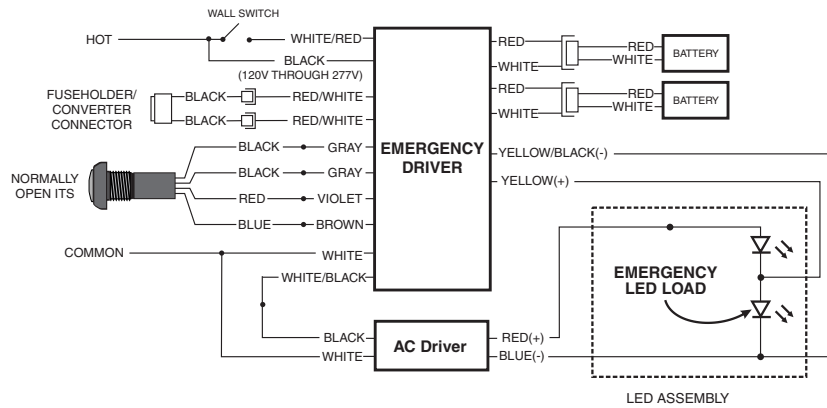 WALL SWITCH
HOT
WHITE/RED
BLACK
(120V THROUGH 277V)
FUSEHOLDER/
CONVERTER
CONNECTOR
BLACK
RED/WHITE
BLACK
RED/WHITE
NORMALLY
OPEN ITS
BLACK
GRAY
BLACK
GRAY
RED
VIOLET
BLUE
BROWN
COMMON
WHITE
WHITE/BLACK
BLACK
WHITE
EMERGENCY
DRIVER
AC Driver
RED
WHITE
RED
WHITE
BATTERY
RED
WHITE
RED
WHITE
BATTERY
YELLOW/BLACK(-)
YELLOW(+)
RED(+)
BLUE(-)
EMERGENCY
LED LOAD
LED ASSEMBLY